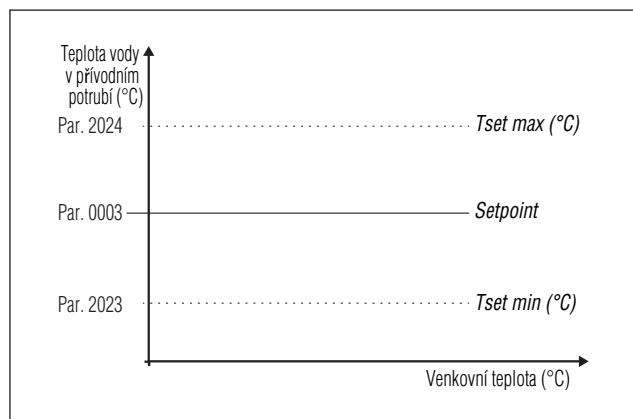 Teplota vody
v přívodním
potrubí (°C)
Par. 2024
Tset max (°C)
Par. 0003
Setpoint
Par. 2023
Tset min (°C)
Venkovní teplota (°C)